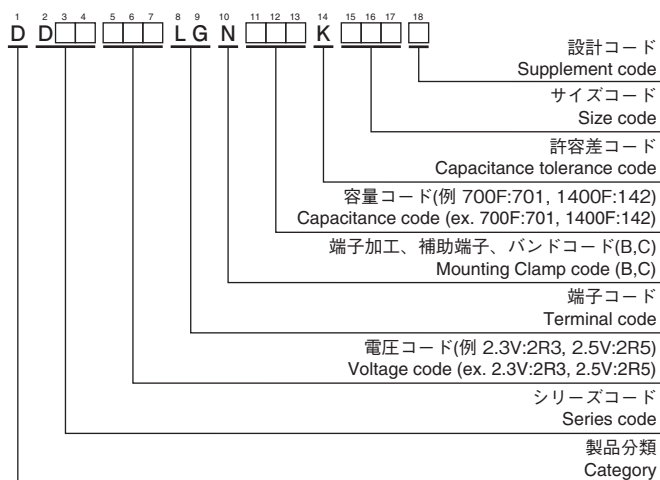 1 2 3 4 5 6 7 8 9 10 11 12 13 14 15 16 17 18
D D L G N K
設計コード
Supplement code
サイズコード
Size code
許容差コード
Capacitance tolerance code
容量コード(例 700F:701, 1400F:142)
Capacitance code (ex. 700F:701, 1400F:142)
端子加工、補助端子、バンドコード(B,C)
Mounting Clamp code (B,C)
端子コード
Terminal code
電圧コード(例 2.3V:2R3, 2.5V:2R5)
Voltage code (ex. 2.3V:2R3, 2.5V:2R5)
シリーズコード
Series code
製品分類
Category